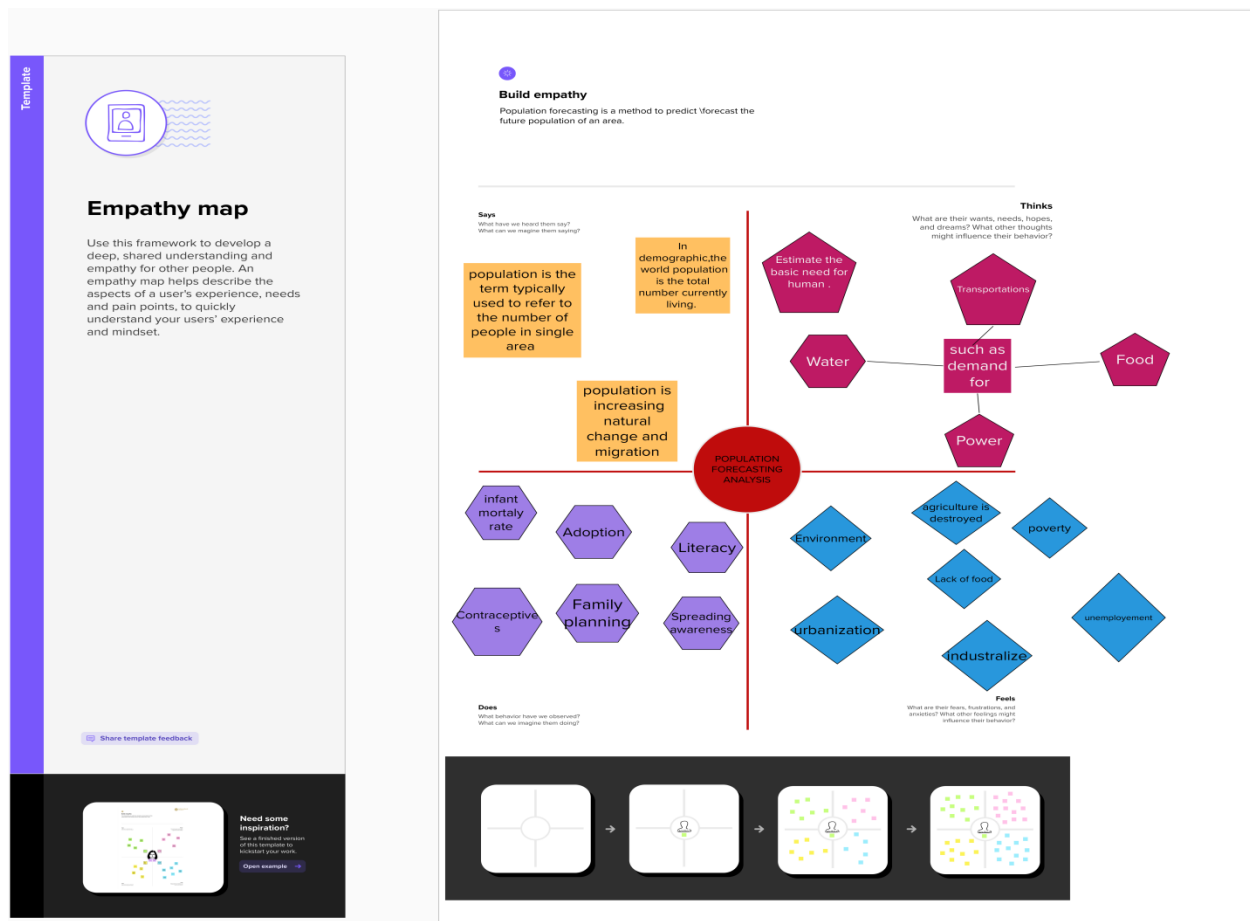 Template
Empathy map
Use this framework to develop a
deep, shared understanding and
empathy for other people. An
empathy map helps describe the
aspects of a user's experience, needs
and pain points, to quickly
understand your users' experience
and mindset.
Share template feedback
Need some
inspiration?
See a finished version
of this template to
kickstart your work.
Open example
Build empathy
Population forecasting is a method to predict \forecast the
future population of an area.
Says
What have we heard them say?
What can we magine them saying?
Thinks
What are their wants, needs, hopes,
and dreams? What other thoughts
might influence their behavior?
population is the
term typically
used to refer to
the number of
people in single
area
In
demographic,the
world population
is the total
number currently
living.
population is
increasing
natural
change and
migration
Estimate the
basic need for
human .
Transportations
Water
such as
demand
for
Food
Power
POPULATION
FORECASTING
ANALYSIS
infant
mortaly
rate
Adoption
Literacy
Contraceptive
s
Family
planning
Spreading
awareness
Environment
agriculture is
destroyed
poverty
Lack of food
urbanization
industralize
unemployement
Does
What behavior have we observed?
What can we imagine them doing?
Feels
What are their fears, frustrations, and
anxieties? What other feelings might
influence their behavior?